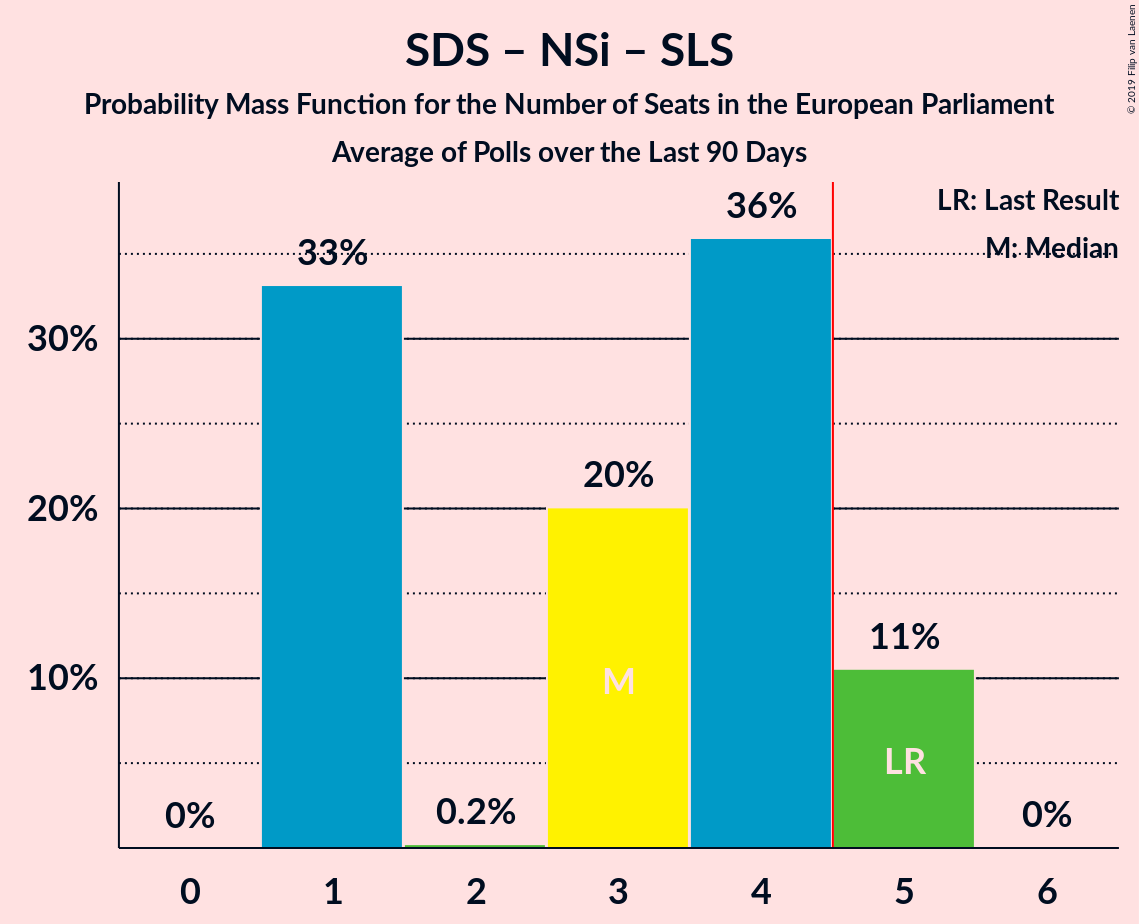 SDS – NSi – SLS
Probability Mass Function for the Number of Seats in the European Parliament
Average of Polls over the Last 90 Days
© 2019 Filip van Laenen
LR: Last Result
M: Median
30%
20%
10%
0%
33%
0.2%
20%
36%
11%
0%
M
LR
0 1 2 3 4 5 6